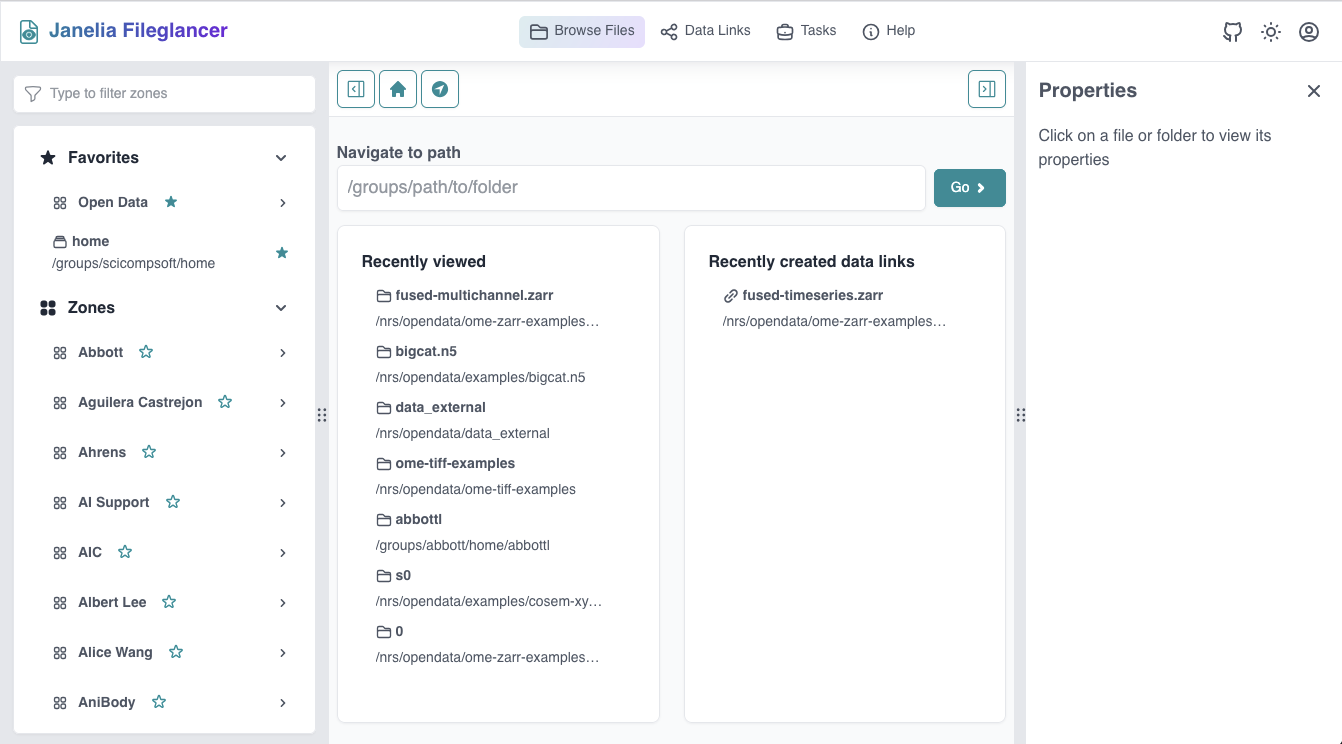 Janelia Fileglancer
Browse Files
Data Links
Tasks
Help
Type to filter zones
Favorites
Open Data
home
/groups/scicompsoft/home
Zones
Abbott
Aguilera Castrejon
Ahrens
AI Support
AIC
Albert Lee
Alice Wang
AniBody
Navigate to path
/groups/path/to/folder
Go
Recently viewed
fused-multichannel.zarr
/nrs/opendata/ome-zarr-examples…
bigcat.n5
/nrs/opendata/examples/bigcat.n5
data_external
/nrs/opendata/data_external
ome-tiff-examples
/nrs/opendata/ome-tiff-examples
abbottl
/groups/abbott/home/abbottl
s0
/nrs/opendata/examples/cosem-xy…
0
/nrs/opendata/ome-zarr-examples…
Recently created data links
fused-timeseries.zarr
/nrs/opendata/ome-zarr-examples…
Properties
Click on a file or folder to view its
properties